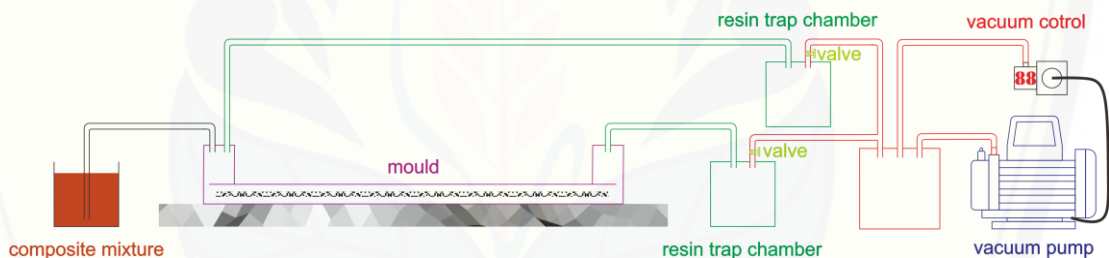 resin trap chamber
vacuum cotrol
valve
88
mould
valve
composite mixture
resin trap chamber
vacuum pump